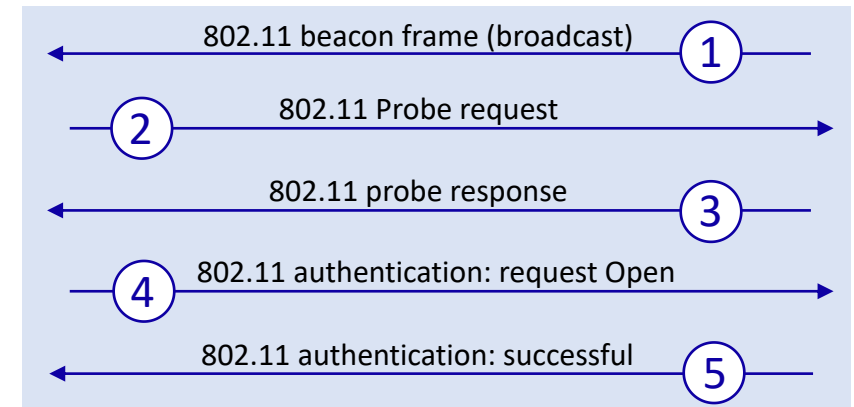 802.11 beacon frame (broadcast)
1
802.11 Probe request
2
802.11 probe response
3
802.11 authentication: request Open
4
802.11 authentication: successful
5